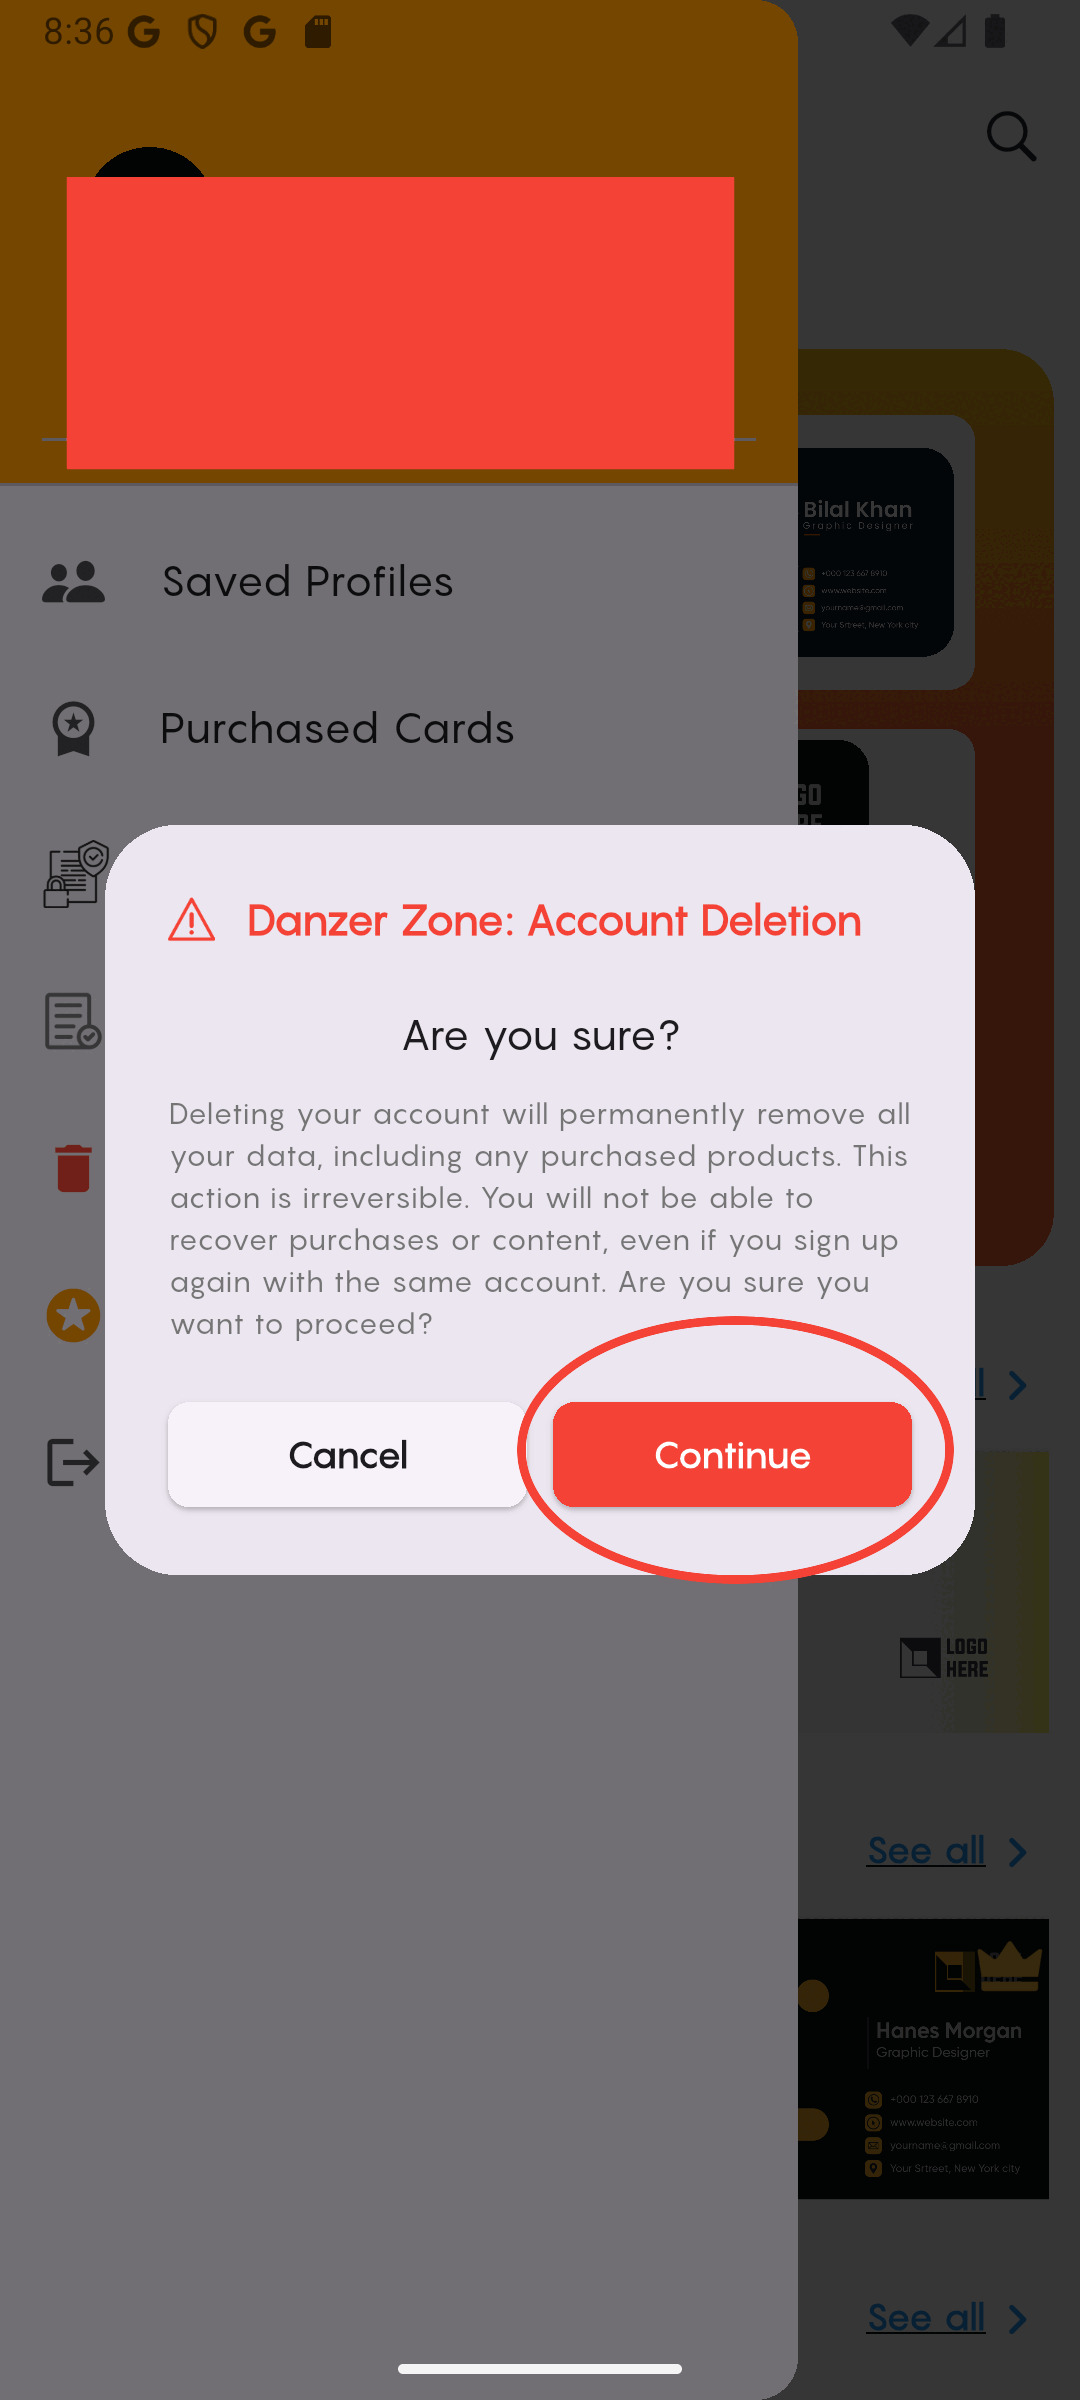 8:36
Bilal Khan
Graphic Designer
+000 123 667 8910
www.website.com
yourname@gmail.com
Your Srtreet, New York city
Saved Profiles
Purchased Cards
GO
Danzer Zone: Account Deletion
Are you sure?
Deleting your account will permanently remove all
your data, including any purchased products. This
action is irreversible. You will not be able to
recover purchases or content, even if you sign up
again with the same account. Are you sure you
want to proceed?
Cancel
Continue
LOGO
HERE
See all
Hanes Morgan
Graphic Designer
+000 123 667 8910
www.website.com
yourname@gmail.com
Your Srtreet, New York city
See all